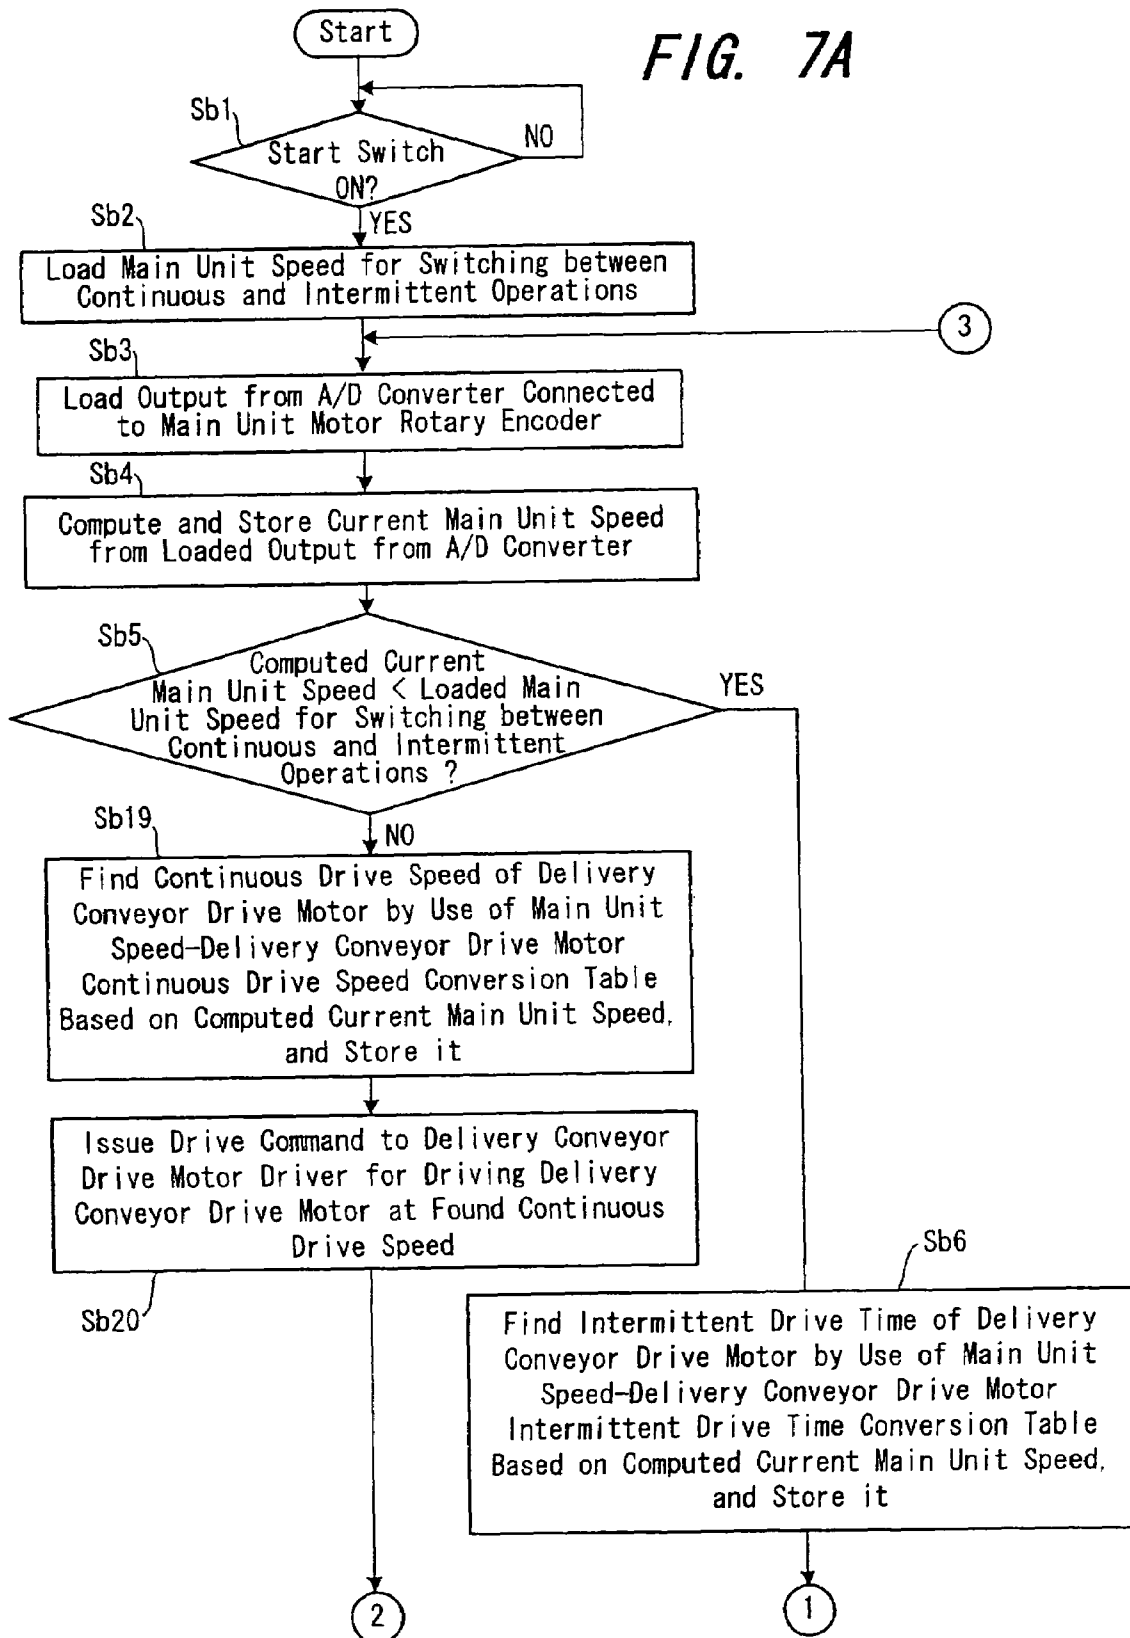 Start
FIG. 7A
Sb1
Start Switch
ON?
NO
YES
Sb2
Load Main Unit Speed for Switching between
Continuous and Intermittent Operations
3
Sb3
Load Output from A/D Converter Connected
to Main Unit Motor Rotary Encoder
Sb4
Compute and Store Current Main Unit Speed
from Loaded Output from A/D Converter
Sb5
Computed Current
Main Unit Speed < Loaded Main
Unit Speed for Switching between
Continuous and Intermittent
Operations ?
YES
NO
Sb19
Find Continuous Drive Speed of Delivery
Conveyor Drive Motor by Use of Main Unit
Speed-Delivery Conveyor Drive Motor
Continuous Drive Speed Conversion Table
Based on Computed Current Main Unit Speed,
and Store it
Issue Drive Command to Delivery Conveyor
Drive Motor Driver for Driving Delivery
Conveyor Drive Motor at Found Continuous
Drive Speed
Sb20
Sb6
Find Intermittent Drive Time of Delivery
Conveyor Drive Motor by Use of Main Unit
Speed-Delivery Conveyor Drive Motor
Intermittent Drive Time Conversion Table
Based on Computed Current Main Unit Speed,
and Store it
2
1